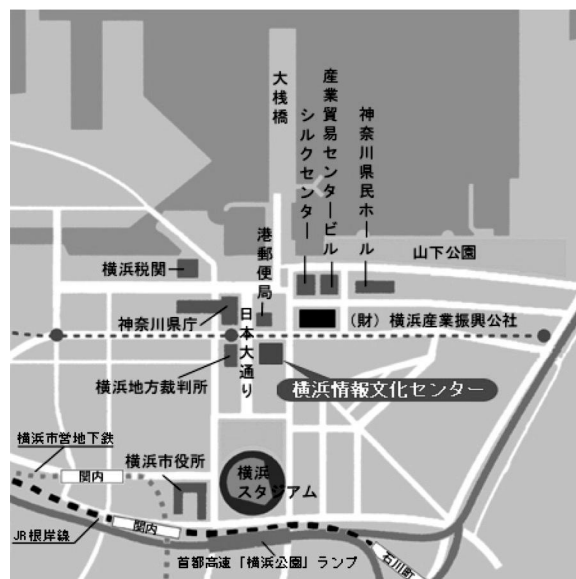 大桟橋
シルクセンター
産業貿易センタービル
神奈川県民ホール
港郵便局
山下公園
横浜税関
日本大通り
神奈川県庁
（財）横浜産業振興公社
横浜地方裁判所
横浜情報文化センター
横浜市営地下鉄
関内
横浜市役所
横浜
スタジアム
関内
JR根岸線
石川町
首都高速「横浜公園」ランプ